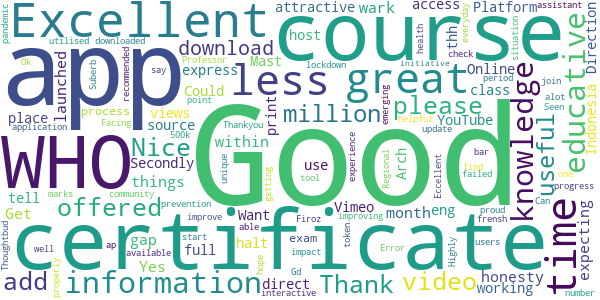 pandemic utilised downloaded attractive wark access Platform assistant
Excellent host thhh Online everyday Direction
Ok Suberb recommended Professor download Mast health class lockdown check initiative situation
app launched say express Could print course
place process point views less great period join alot Seen
application Facing source 500k million please emerging YouTube Indonesia educative
WHO Nice Thankyou within unique Good helpful update knowledge useful
Secondly things use Arch Regional experience bar find one
tell offered tool Vimeo Eccellent failed progress
Get marks community prevention Want Firoz month eng getting proud frensh Can time
Thoughtbud gap certificate improve exam token improving Highly users expecting
add well ap Yes able start full halt impact Error honesty
properly available information Gd hope direct Thank video working
interactive number